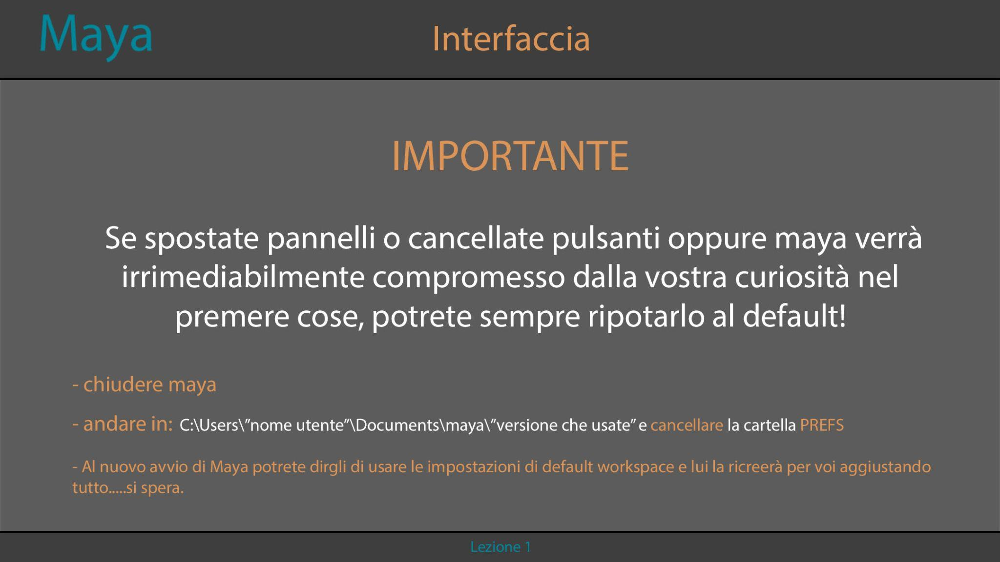 Maya
Interfaccia
IMPORTANTE
Se spostate pannelli o cancellate pulsanti oppure maya verrà
irrimediabilmente compromesso dalla vostra curiosità nel
premere cose, potrete sempre ripotarlo al default!
- chiudere maya
- andare in: C:\Users\”nome utente”\Documents\maya\”versione che usate” e cancellare la cartella PREFS
- Al nuovo avvio di Maya potrete dirgli di usare le impostazioni di default workspace e lui la ricreerà per voi aggiustando
tutto.....si spera.
Lezione 1